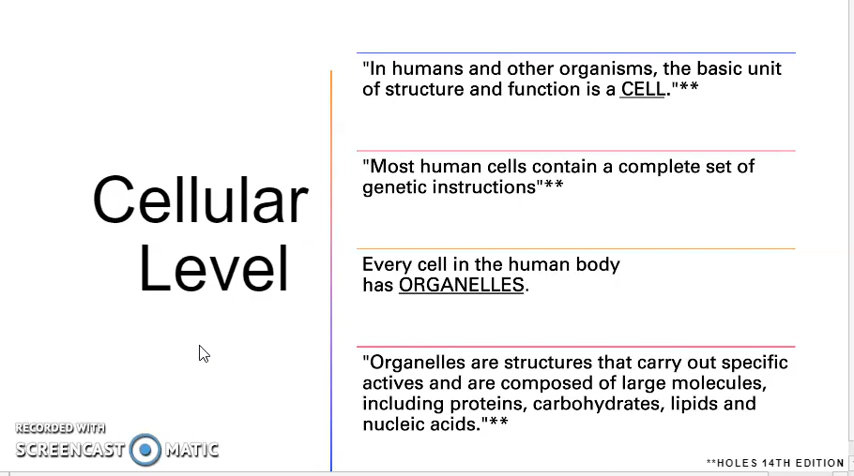 Cellular
Level
"In humans and other organisms, the basic unit
of structure and function is a CELL."**
"Most human cells contain a complete set of
genetic instructions"**
Every cell in the human body
has ORGANELLES.
"Organelles are structures that carry out specific
actives and are composed of large molecules,
including proteins, carbohydrates, lipids and
nucleic acids."**
RECORDED WITH
SCREENCAST MATIC
**HOLES 14TH EDITION